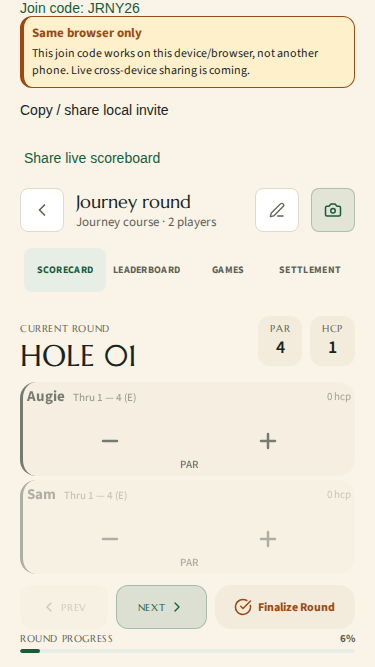 Join code: JRNY26
Same browser only
This join code works on this device/browser, not another
phone. Live cross-device sharing is coming.
Copy / share local invite
Share live scoreboard
Journey round
Journey course · 2 players
SCORECARD LEADERBOARD GAMES SETTLEMENT
CURRENT ROUND
HOLE 01
PAR
4
HCP
1
Augie Thru 1 — 4 (E) 0 hcp
− +
PAR
Sam Thru 1 — 4 (E) 0 hcp
− +
PAR
PREV NEXT Finalize Round
ROUND PROGRESS 6%